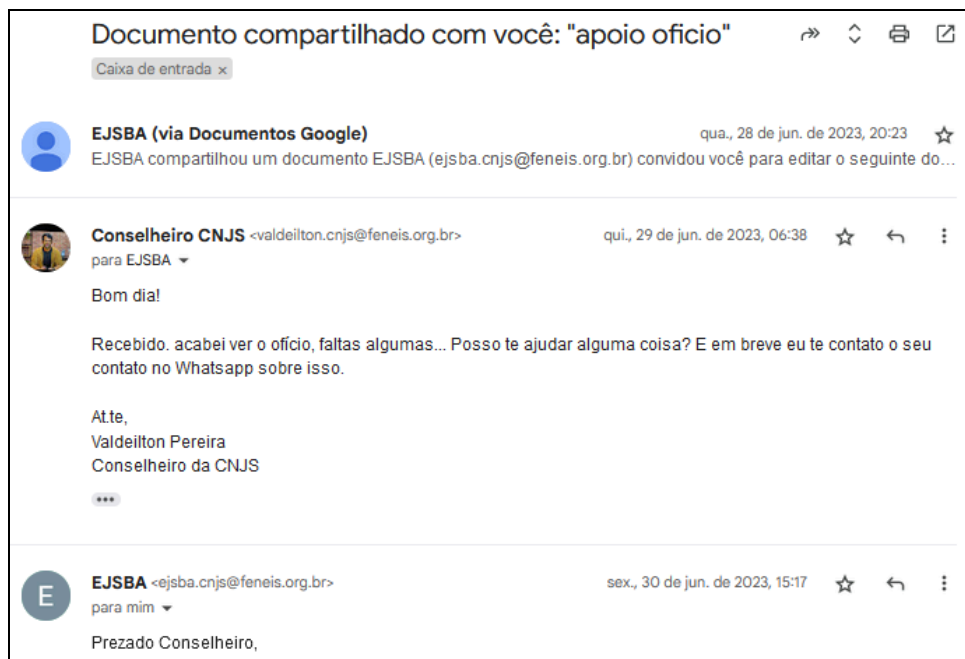 Documento compartilhado com você: "apoio oficio"
Caixa de entrada ×
EJSBA (via Documentos Google) qua., 28 de jun. de 2023, 20:23
EJSBA compartilhou um documento EJSBA (ejsba.cnjs@feneis.org.br) convidou você para editar o seguinte do...
Conselheiro CNJS <valdeilton.cnjs@feneis.org.br> qui., 29 de jun. de 2023, 06:38
para EJSBA
Bom dia!
Recebido. acabei ver o ofício, faltas algumas... Posso te ajudar alguma coisa? E em breve eu te contato o seu
contato no Whatsapp sobre isso.
At.te,
Valdeilton Pereira
Conselheiro da CNJS
E
EJSBA <ejsba.cnjs@feneis.org.br> sex., 30 de jun. de 2023, 15:17
para mim
Prezado Conselheiro,